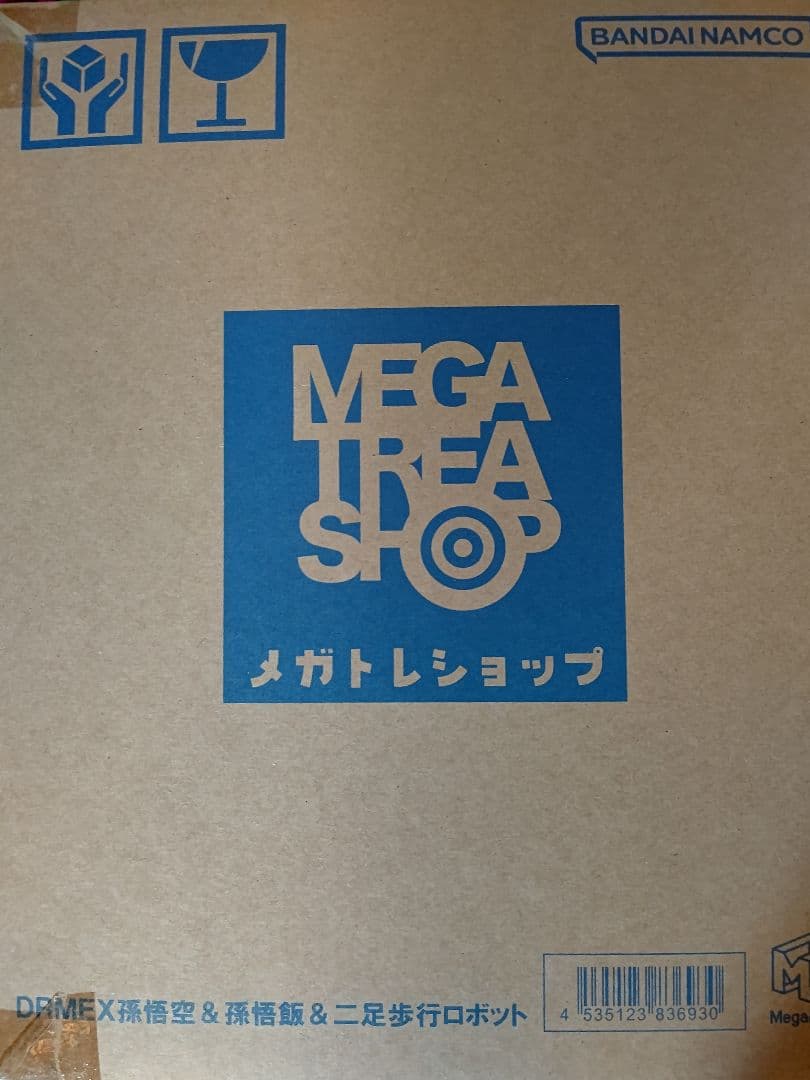 BANDAI NAMCO
MEGA
TREA
SHOP
メガトレショップ
DRMEX孫悟空&孫悟飯&二足歩行ロボット
4 535123 836930
Mega